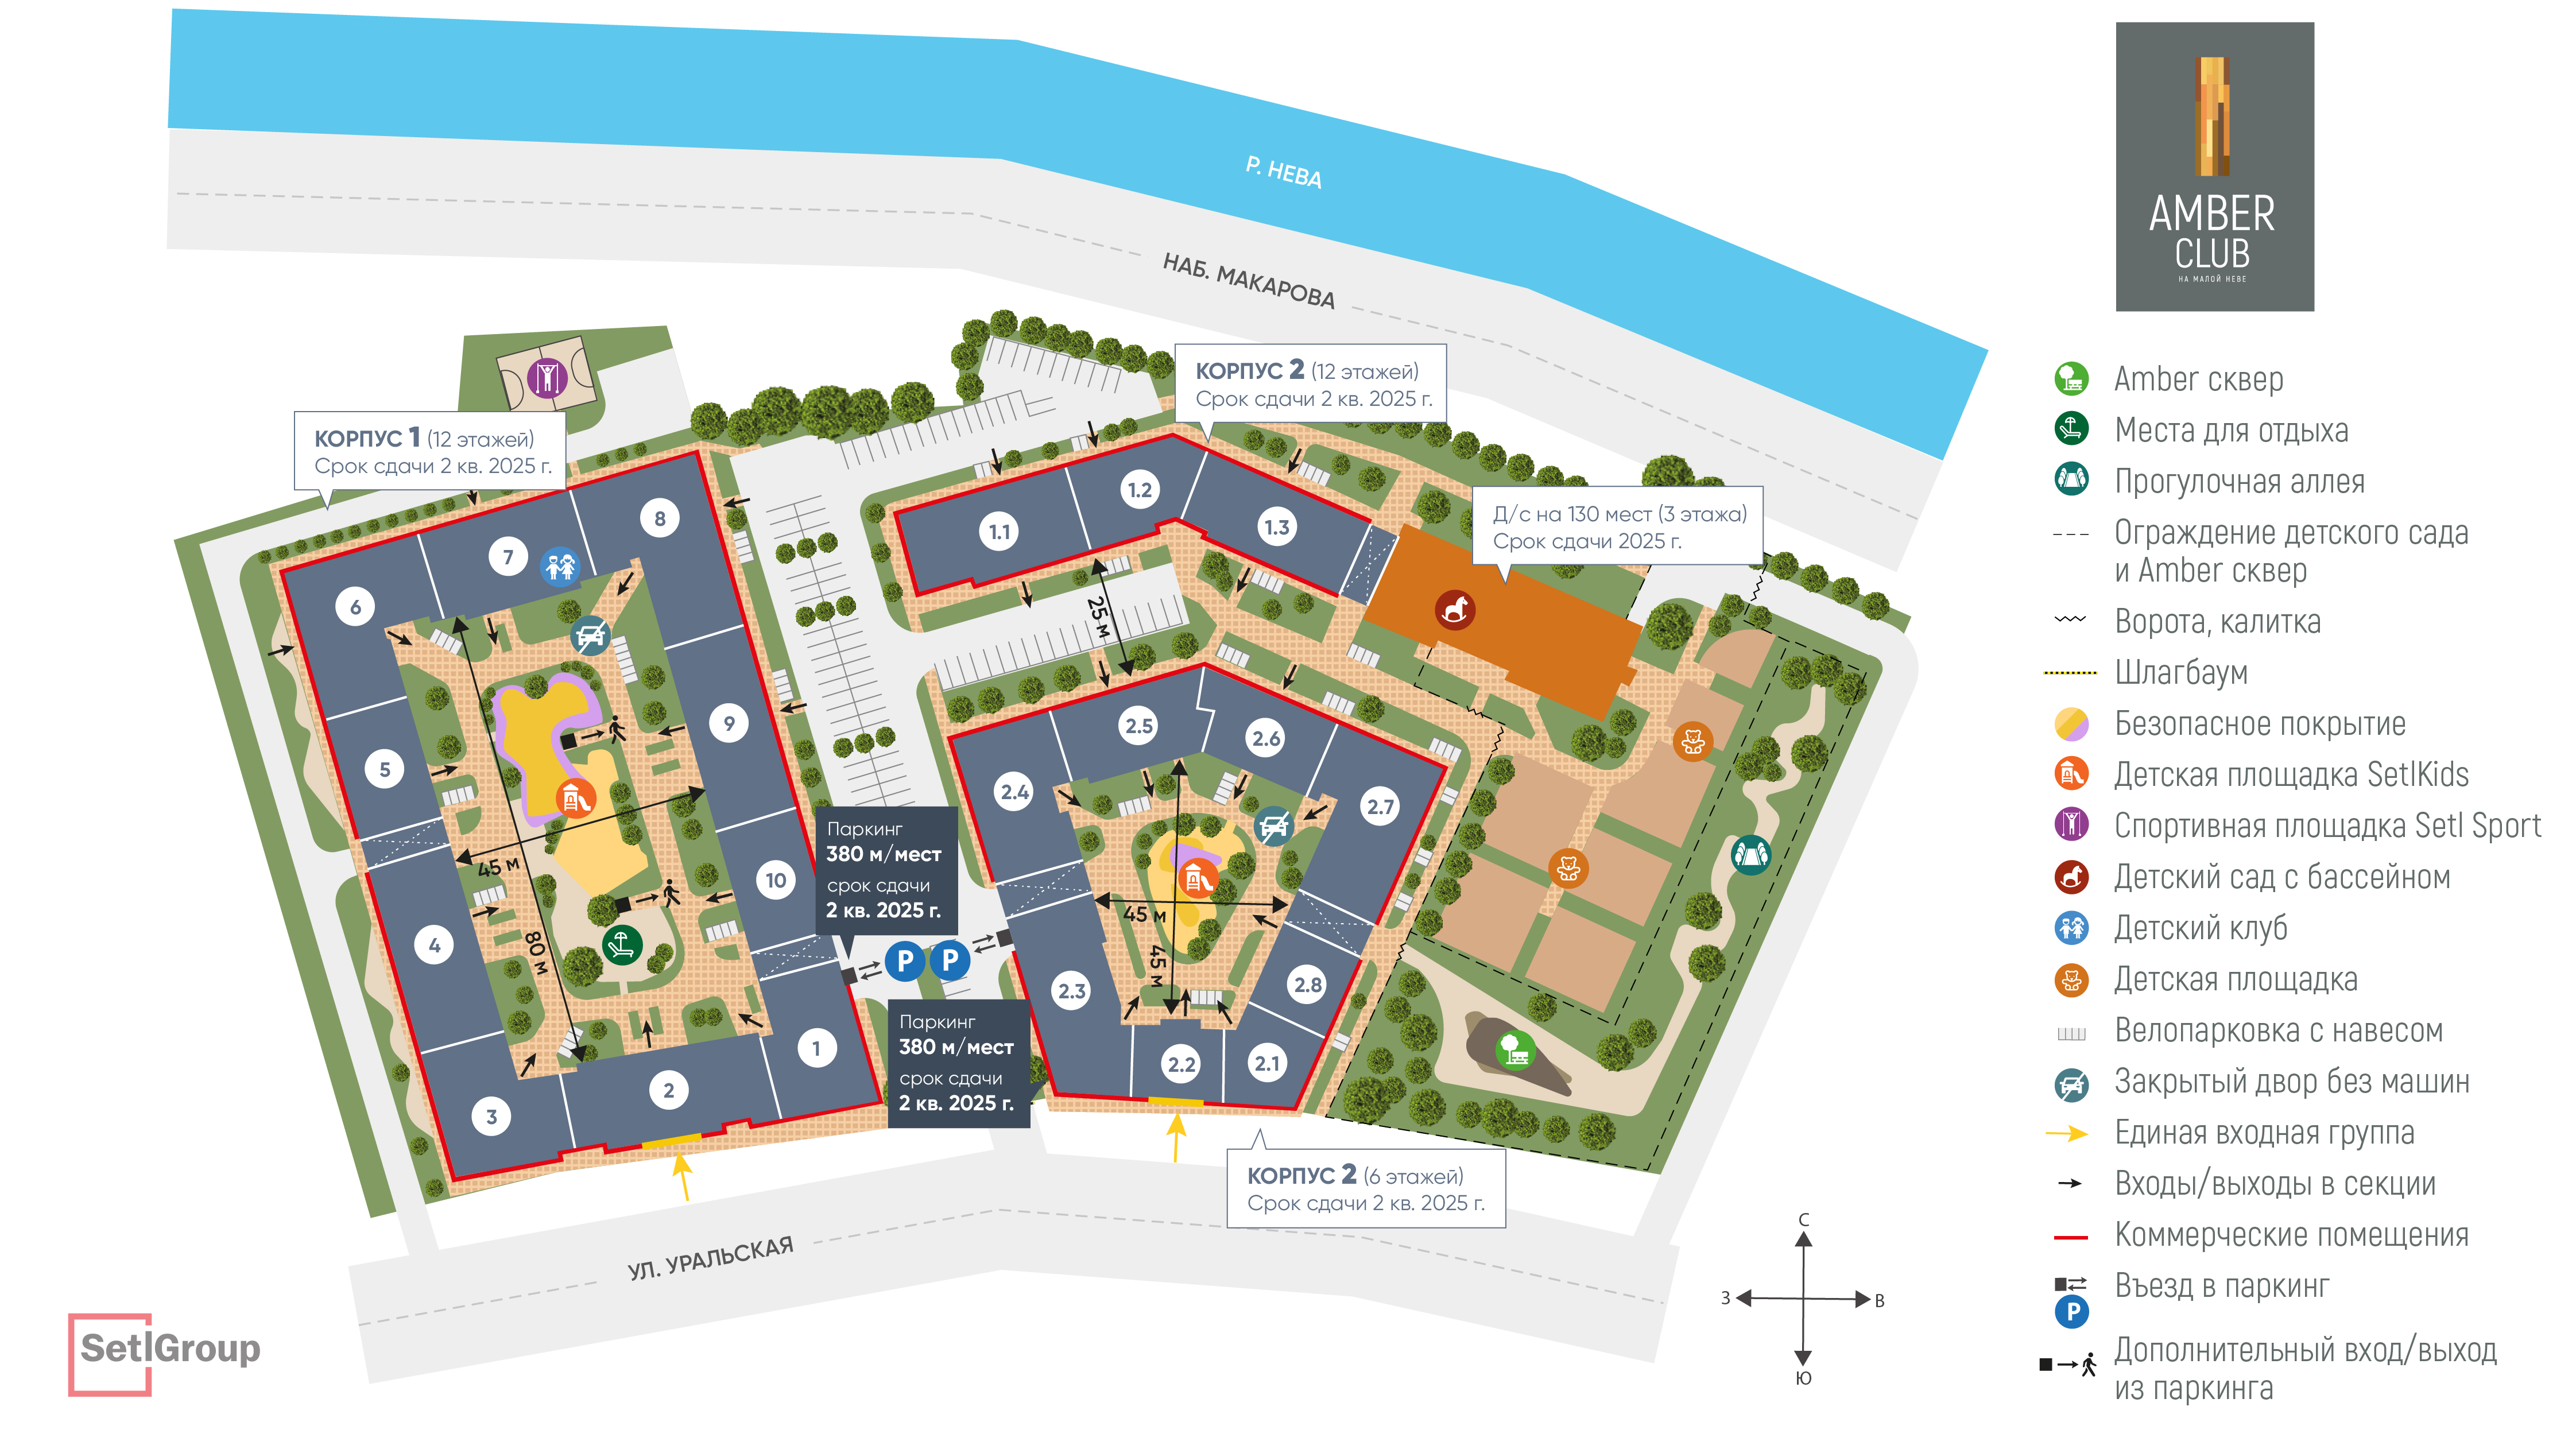 Р. НЕВА
НАБ. МАКАРОВА
КОРПУС 1 (12 этажей)
Срок сдачи 2 кв. 2025 г.
КОРПУС 2 (12 этажей)
Срок сдачи 2 кв. 2025 г.
Д/с на 130 мест (3 этажа)
Срок сдачи 2025 г.
8
7
6
5
4
3
2
1
10
9
45 м
80 м
1.1
1.2
1.3
25 м
2.5
2.6
2.4
2.7
2.3
2.8
2.2
2.1
45 м
45 м
Паркинг
380 м/мест
срок сдачи
2 кв. 2025 г.
P
P
Паркинг
380 м/мест
срок сдачи
2 кв. 2025 г.
КОРПУС 2 (6 этажей)
Срок сдачи 2 кв. 2025 г.
УЛ. УРАЛЬСКАЯ
С
З
В
Ю
SetlGroup
AMBER
CLUB
НА МАЛОЙ НЕВЕ
Amber сквер
Места для отдыха
Прогулочная аллея
Ограждение детского сада
и Amber сквер
Ворота, калитка
Шлагбаум
Безопасное покрытие
Детская площадка SetlKids
Спортивная площадка Setl Sport
Детский сад с бассейном
Детский клуб
Детская площадка
Велопарковка с навесом
Закрытый двор без машин
Единая входная группа
Входы/выходы в секции
Коммерческие помещения
Въезд в паркинг
P
Дополнительный вход/выход
из паркинга